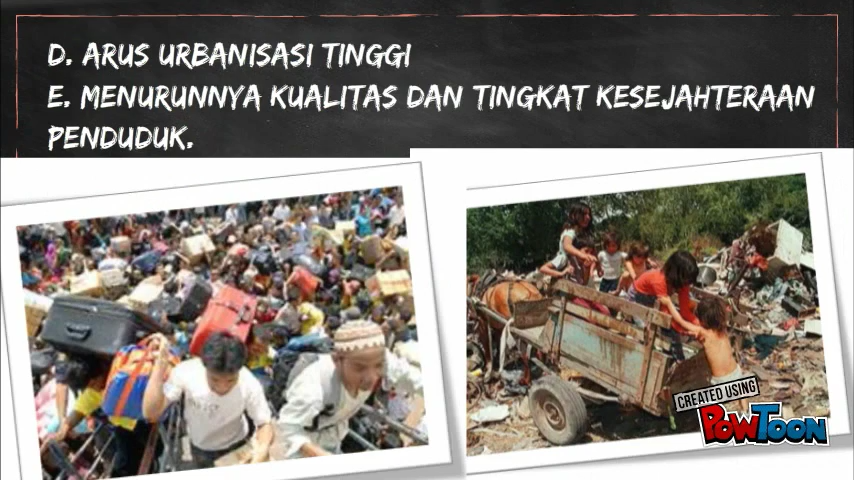 D. ARUS URBANISASI TINGGI
E. MENURUNNYA KUALITAS DAN TINGKAT KESEJAHTERAAN
PENDUDUK.
CREATED USING
POWTOON